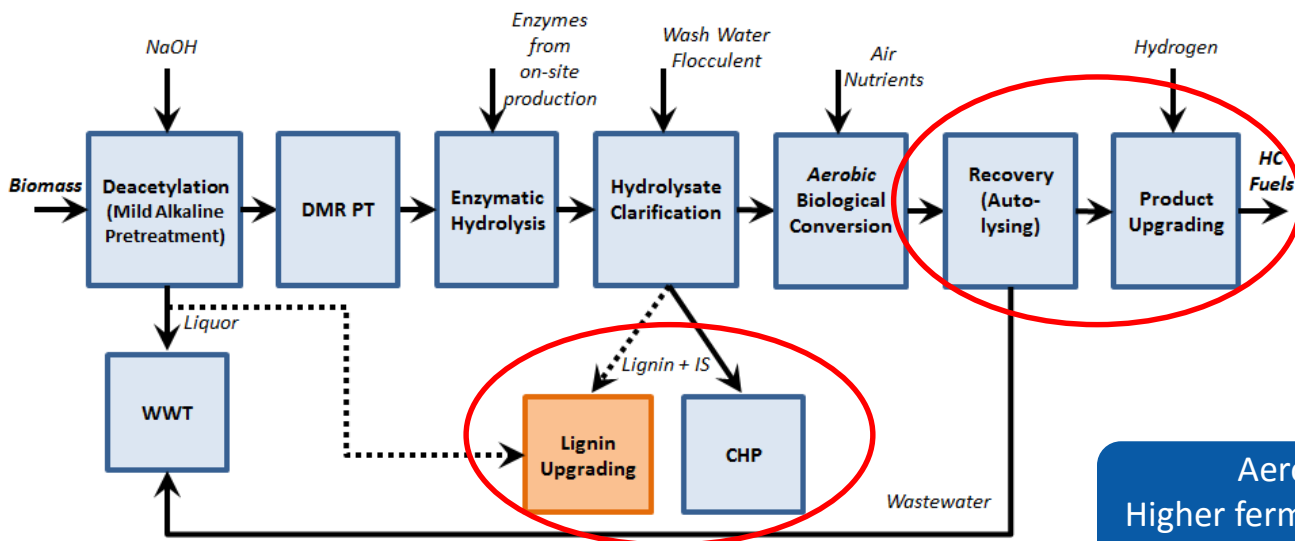 NaOH
Enzymes
from
on-site
production
Wash Water
Flocculent
Air
Nutrients
Hydrogen
Biomass
Deacetylation
(Mild Alkaline
Pretreatment)
DMR PT
Enzymatic
Hydrolysis
Hydrolysate
Clarification
Aerobic
Biological
Conversion
Recovery
(Auto-
lysing)
Product
Upgrading
HC
Fuels
Liquor
Lignin + IS
WWT
Lignin
Upgrading
CHP
Wastewater
Aero
Higher ferm